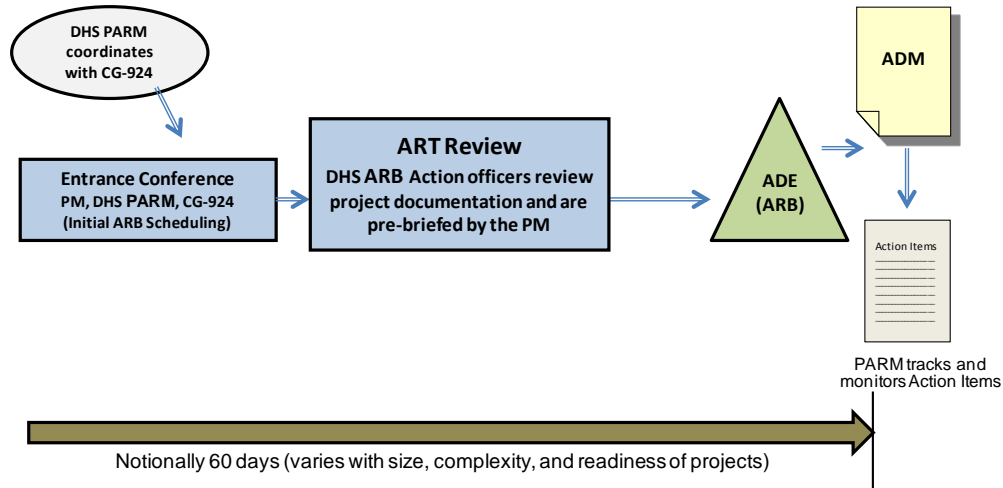 DHS PARM
coordinates
with CG-924
Entrance Conference
PM, DHS PARM, CG-924
(Initial ARB Scheduling)
ART Review
DHS ARB Action officers review
project documentation and are
pre-briefed by the PM
ADE
(ARB)
ADM
Action Items
PARM tracks and
monitors Action Items
Notionally 60 days (varies with size, complexity, and readiness of projects)